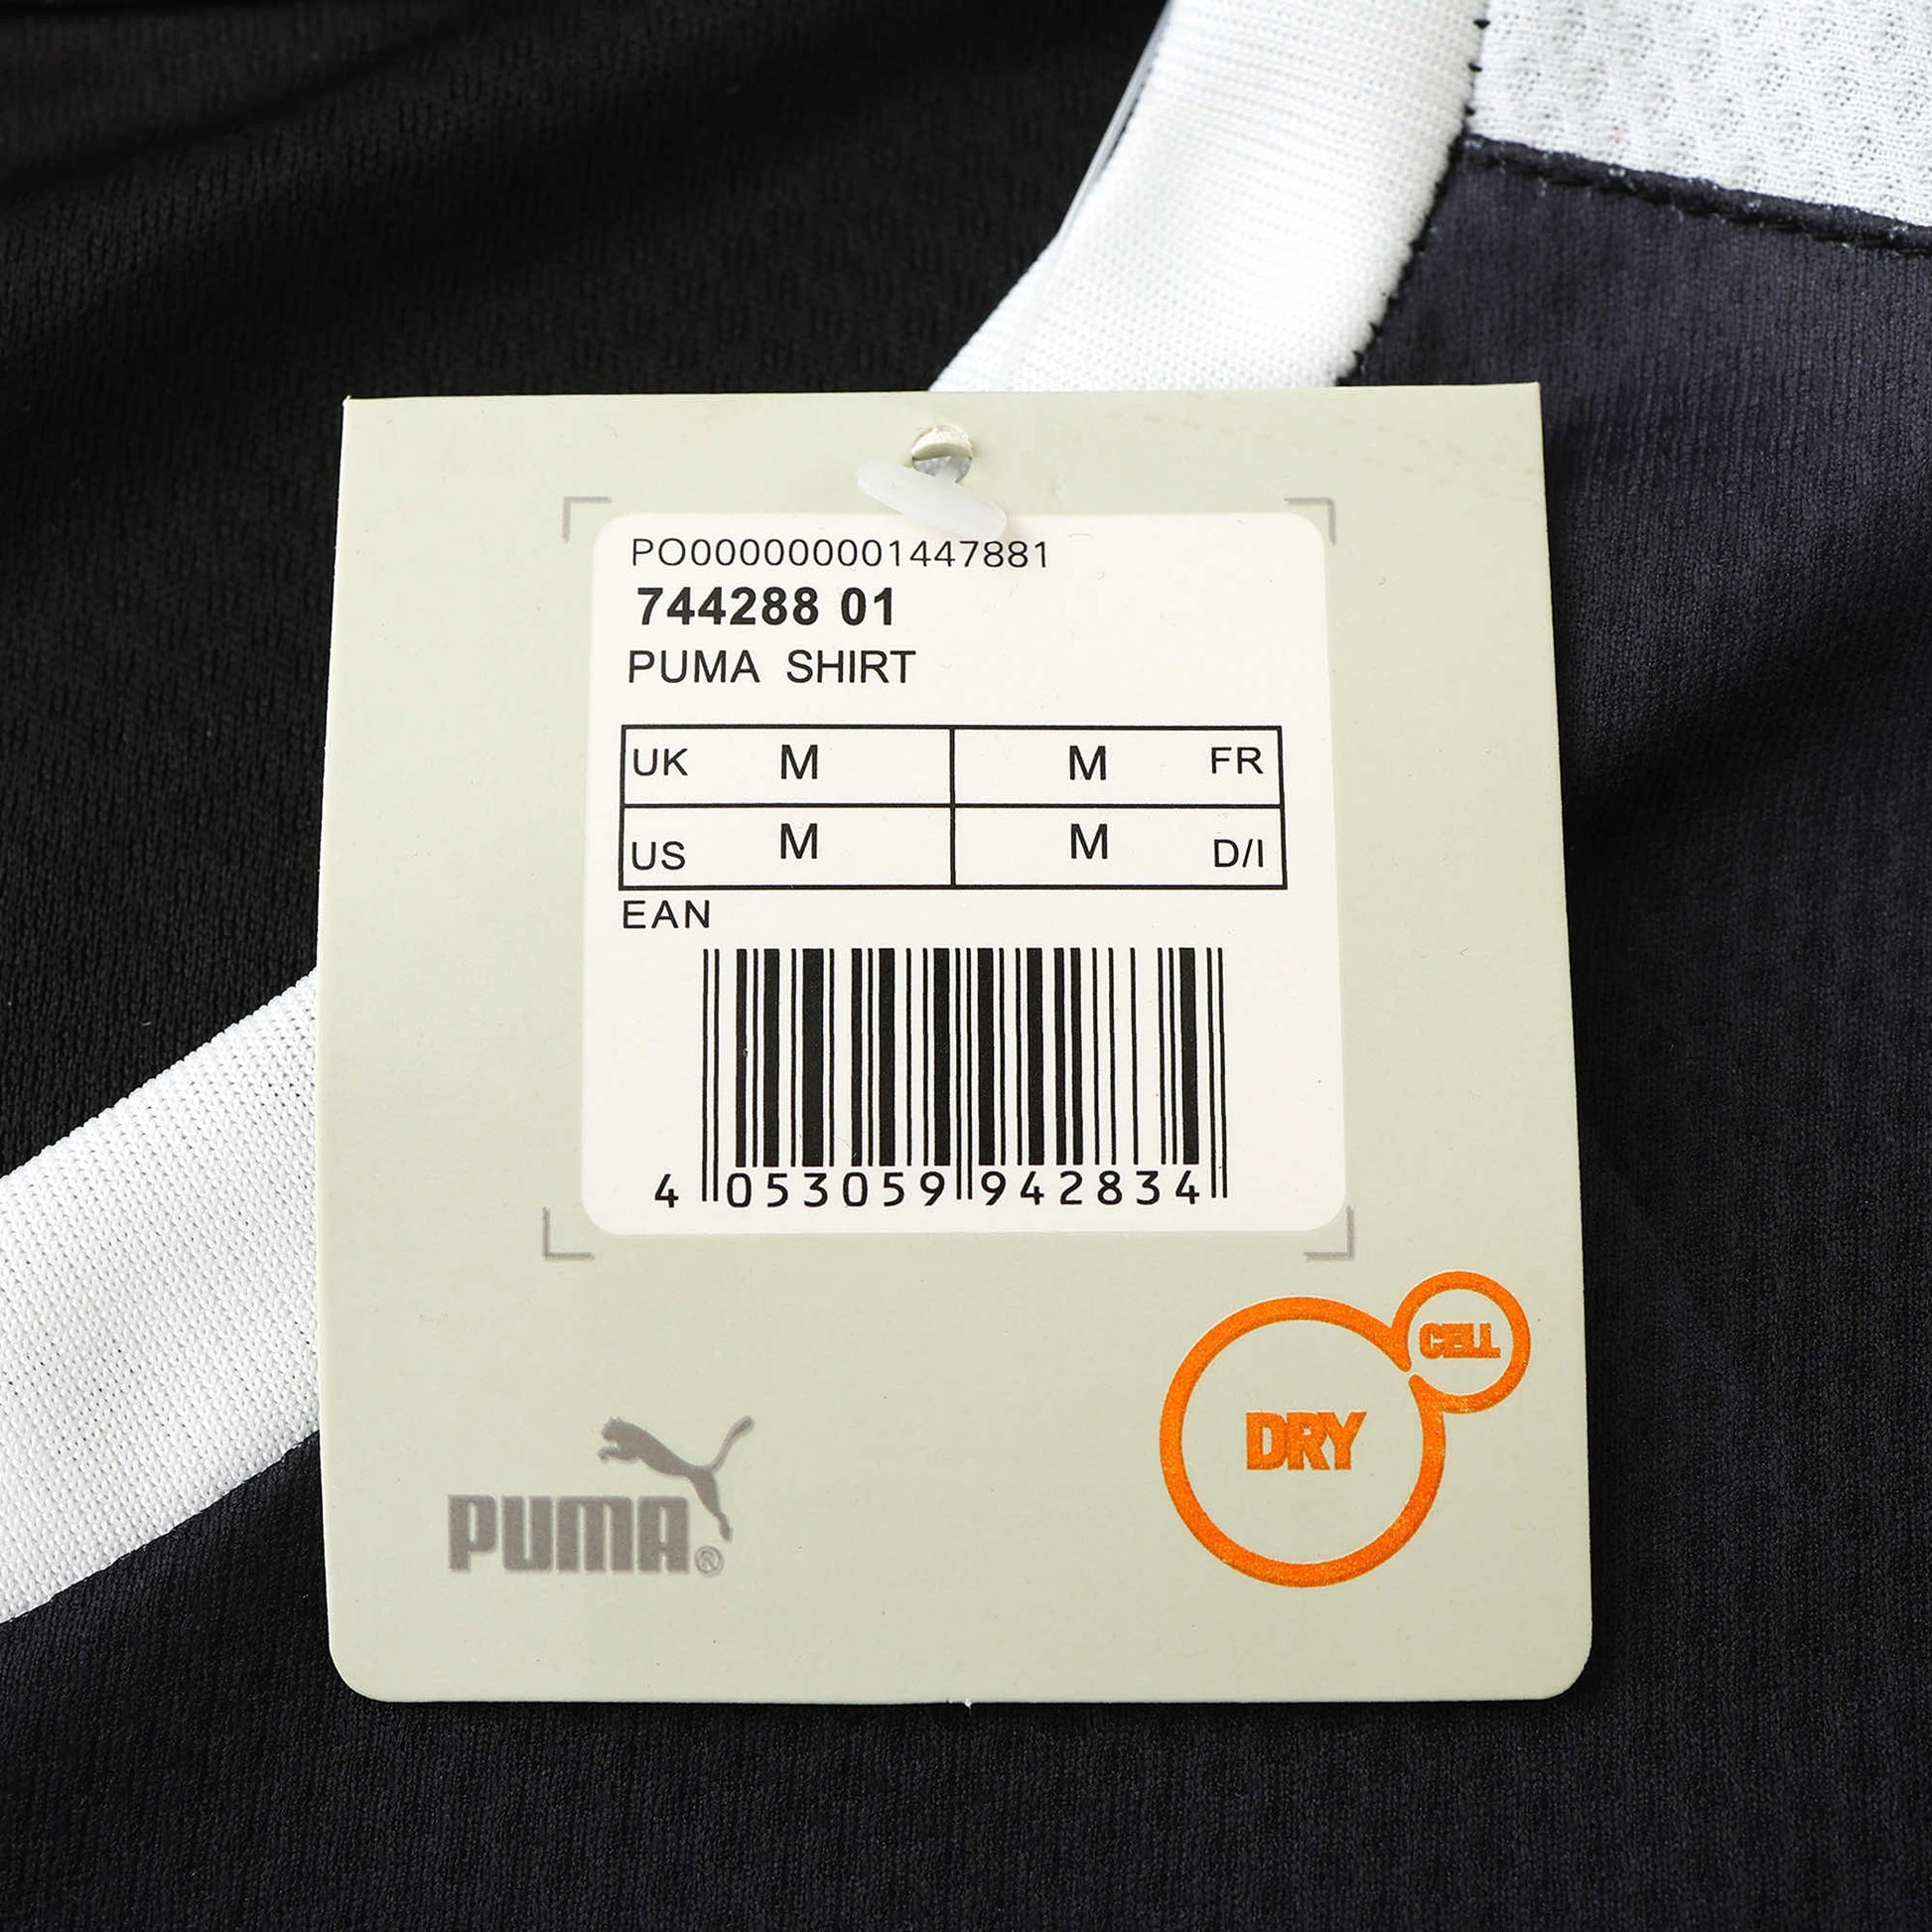 PO000000001447881
744288 01
PUMA SHIRT
UK M M FR
US M M D/I
EAN
4 053059 942834
CELL
DRY
PUMA®